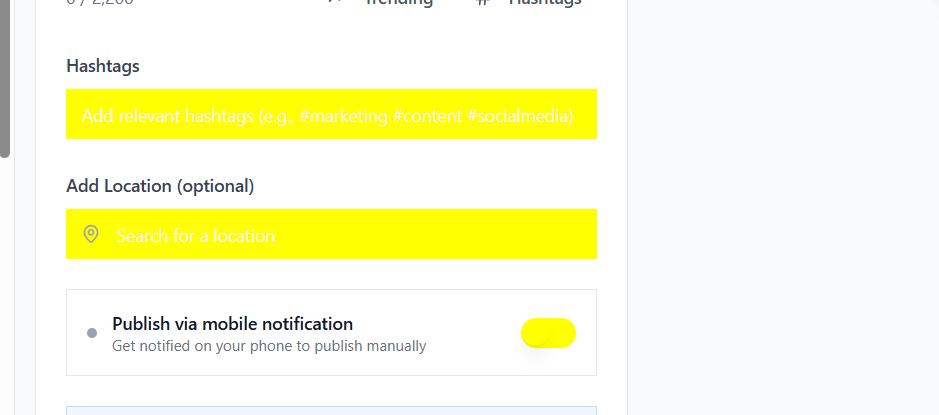 0 / 2,200
Trending
# Hashtags
Hashtags
Add relevant hashtags (e.g., #marketing #content #socialmedia)
Add Location (optional)
Search for a location
Publish via mobile notification
Get notified on your phone to publish manually